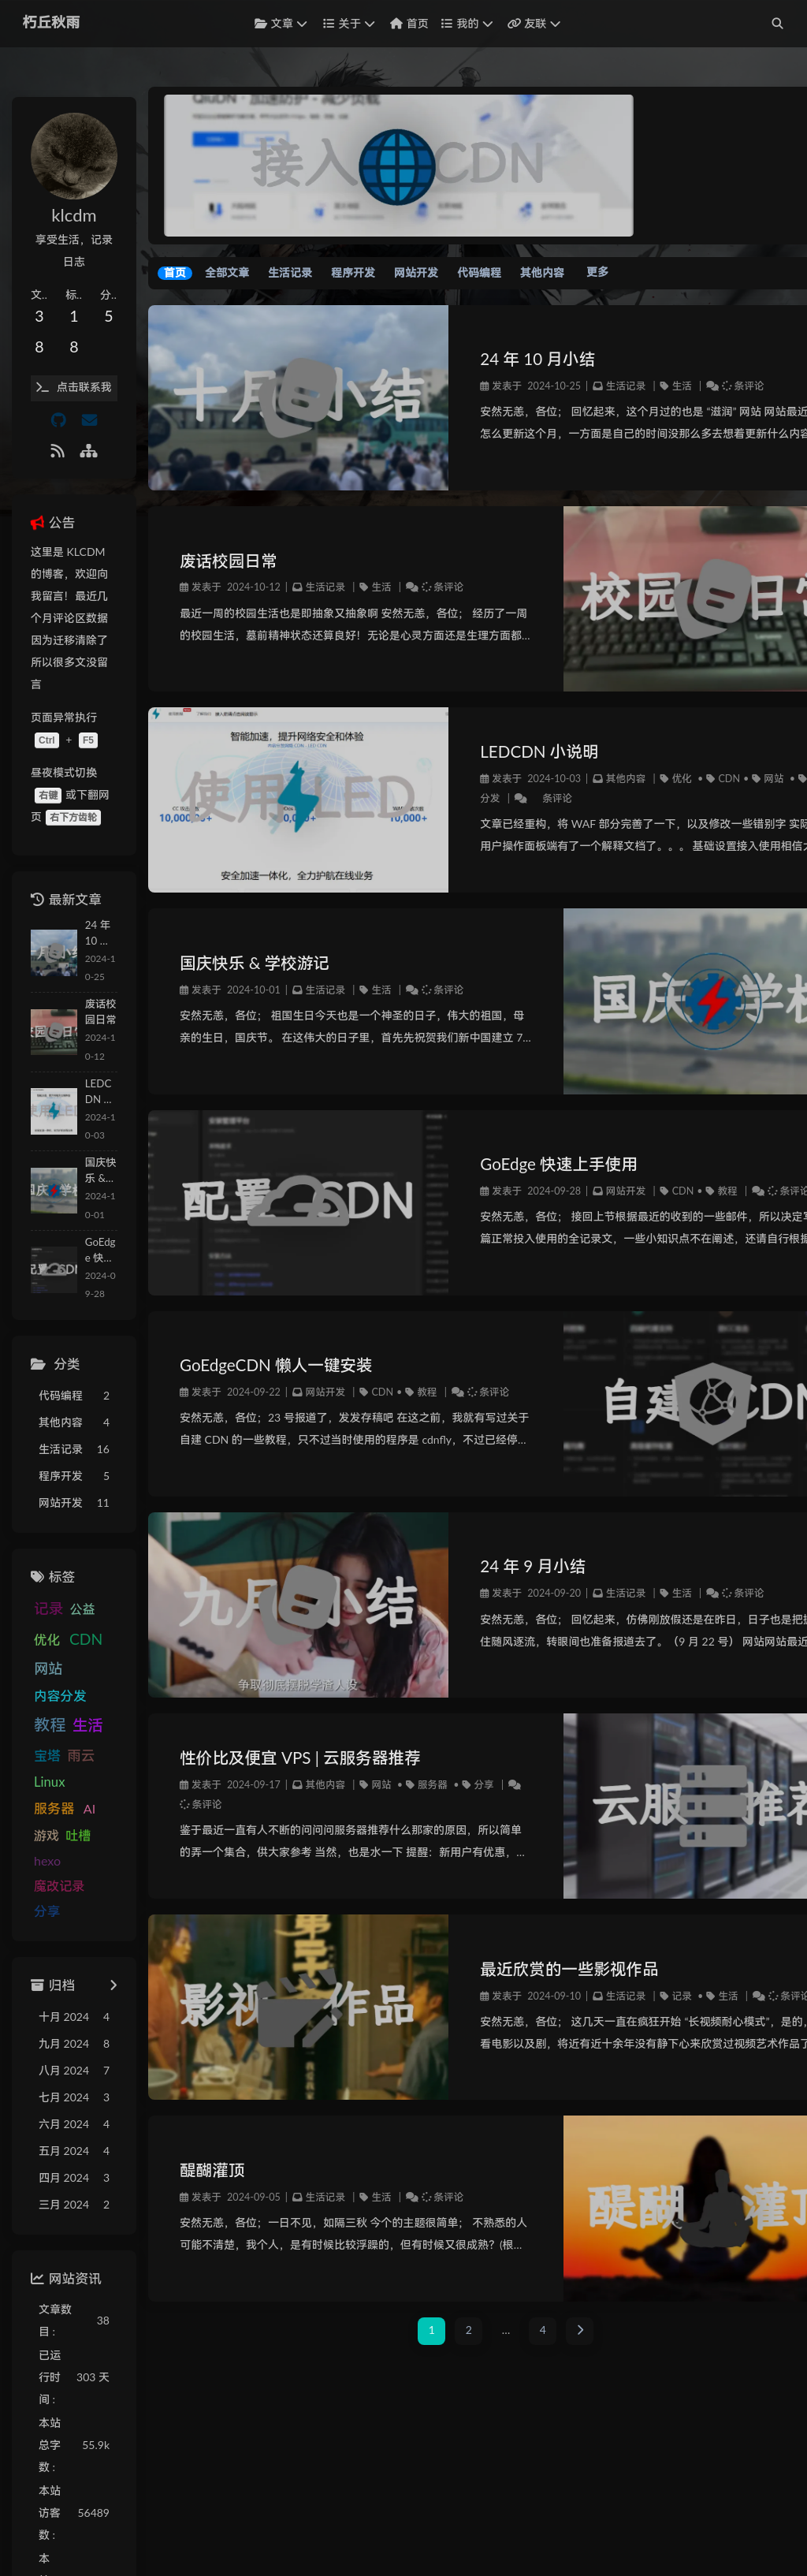 朽丘秋雨
文章 关于 首页 我的 友联
接入 CDN
klcdm
享受生活，记录
日志
文.. 标.. 分..
3 1 5
8 8
点击联系我
公告
这里是 KLCDM
的博客，欢迎向
我留言！最近几
个月评论区数据
因为迁移清除了
所以很多文没留
言
页面异常执行
Ctrl + F5
昼夜模式切换
右键 或下翻网
页 右下方齿轮
最新文章
24 年
10 ...
2024-1
0-25
废话校
园日常
2024-1
0-12
LEDC
DN ...
2024-1
0-03
国庆快
乐 &...
2024-1
0-01
GoEdg
e 快...
2024-0
9-28
分类
代码编程 2
其他内容 4
生活记录 16
程序开发 5
网站开发 11
标签
记录 公益
优化 CDN
网站
内容分发
教程 生活
宝塔 雨云
Linux
服务器 AI
游戏 吐槽
hexo
魔改记录
分享
归档
十月 2024 4
九月 2024 8
八月 2024 7
七月 2024 3
六月 2024 4
五月 2024 4
四月 2024 3
三月 2024 2
网站资讯
文章数
目 :
38
已运
行时
间 :
303 天
本站
总字
数 :
55.9k
本站
访客
数 :
56489
本
首页 全部文章 生活记录 程序开发 网站开发 代码编程 其他内容 更多
十月小结
24 年 10 月小结
发表于 2024-10-25 | 生活记录 | 生活 | 条评论
安然无恙，各位； 回忆起来，这个月过的也是 “滋润” 网站 网站最近
怎么更新这个月，一方面是自己的时间没那么多去想着更新什么内容
废话校园日常
发表于 2024-10-12 | 生活记录 | 生活 | 条评论
最近一周的校园生活也是即抽象又抽象啊 安然无恙，各位； 经历了一周
的校园生活，墓前精神状态还算良好！无论是心灵方面还是生理方面都...
校园日常
智能加速，提升网络安全和体验
使用 LED
10,000,00+ 10,000+
安全加速一体化，全力护航在线业务
LEDCDN 小说明
发表于 2024-10-03 | 其他内容 | 优化 • CDN • 网站 •
分发 | 条评论
文章已经重构，将 WAF 部分完善了一下，以及修改一些错别字 实际
用户操作面板端有了一个解释文档了。。。 基础设置接入使用相信大
国庆快乐 & 学校游记
发表于 2024-10-01 | 生活记录 | 生活 | 条评论
安然无恙，各位； 祖国生日今天也是一个神圣的日子，伟大的祖国，母
亲的生日，国庆节。 在这伟大的日子里，首先先祝贺我们新中国建立 7...
国庆 学校
配置 CDN
GoEdge 快速上手使用
发表于 2024-09-28 | 网站开发 | CDN • 教程 | 条评论
安然无恙，各位； 接回上节根据最近的收到的一些邮件，所以决定写
篇正常投入使用的全记录文，一些小知识点不在阐述，还请自行根据
GoEdgeCDN 懒人一键安装
发表于 2024-09-22 | 网站开发 | CDN • 教程 | 条评论
安然无恙，各位；23 号报道了，发发存稿吧 在这之前，我就有写过关于
自建 CDN 的一些教程，只不过当时使用的程序是 cdnfly，不过已经停...
自建 CDN
九月小结
争取彻底摆脱学渣人设
24 年 9 月小结
发表于 2024-09-20 | 生活记录 | 生活 | 条评论
安然无恙，各位； 回忆起来，仿佛刚放假还是在昨日，日子也是把握
住随风逐流，转眼间也准备报道去了。（9 月 22 号） 网站网站最近
性价比及便宜 VPS | 云服务器推荐
发表于 2024-09-17 | 其他内容 | 网站 • 服务器 • 分享 |
条评论
鉴于最近一直有人不断的问问问服务器推荐什么那家的原因，所以简单
的弄一个集合，供大家参考 当然，也是水一下 提醒：新用户有优惠，...
云服 推荐
影视作品
最近欣赏的一些影视作品
发表于 2024-09-10 | 生活记录 | 记录 • 生活 | 条评论
安然无恙，各位； 这几天一直在疯狂开始 “长视频耐心模式”，是的，
看电影以及剧，将近有近十余年没有静下心来欣赏过视频艺术作品了
醍醐灌顶
发表于 2024-09-05 | 生活记录 | 生活 | 条评论
安然无恙，各位；一日不见，如隔三秋 今个的主题很简单； 不熟悉的人
可能不清楚，我个人，是有时候比较浮躁的，但有时候又很成熟？(根...
醍醐灌顶
1 2 ... 4